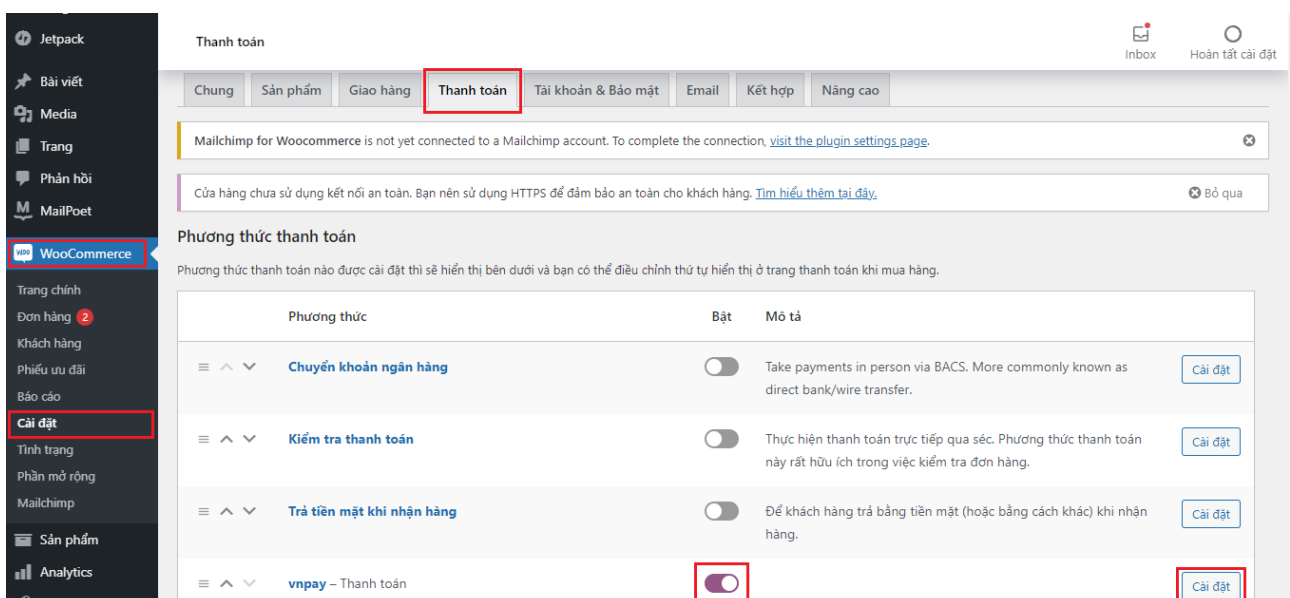 Jetpack
Bài viết
Media
Trang
Phản hồi
MailPoet
WooCommerce
Trang chính
Đơn hàng 2
Khách hàng
Phiếu ưu đãi
Báo cáo
Cài đặt
Tình trạng
Phần mở rộng
Mailchimp
Sản phẩm
Analytics
Thanh toán
Inbox
Hoàn tất cài đặt
Chung Sản phẩm Giao hàng Thanh toán Tài khoản & Bảo mật Email Kết hợp Nâng cao
Mailchimp for Woocommerce is not yet connected to a Mailchimp account. To complete the connection, visit the plugin settings page.
Cửa hàng chưa sử dụng kết nối an toàn. Bạn nên sử dụng HTTPS để đảm bảo an toàn cho khách hàng. Tìm hiểu thêm tại đây. Bỏ qua
Phương thức thanh toán
Phương thức thanh toán nào được cài đặt thì sẽ hiển thị bên dưới và bạn có thể điều chỉnh thứ tự hiển thị ở trang thanh toán khi mua hàng.
Phương thức Bật Mô tả
Chuyển khoản ngân hàng
Take payments in person via BACS. More commonly known as
direct bank/wire transfer.
Cài đặt
Kiểm tra thanh toán
Thực hiện thanh toán trực tiếp qua séc. Phương thức thanh toán
này rất hữu ích trong việc kiểm tra đơn hàng.
Cài đặt
Trả tiền mặt khi nhận hàng
Để khách hàng trả bằng tiền mặt (hoặc bằng cách khác) khi nhận
hàng.
Cài đặt
vnpay – Thanh toán
Cài đặt